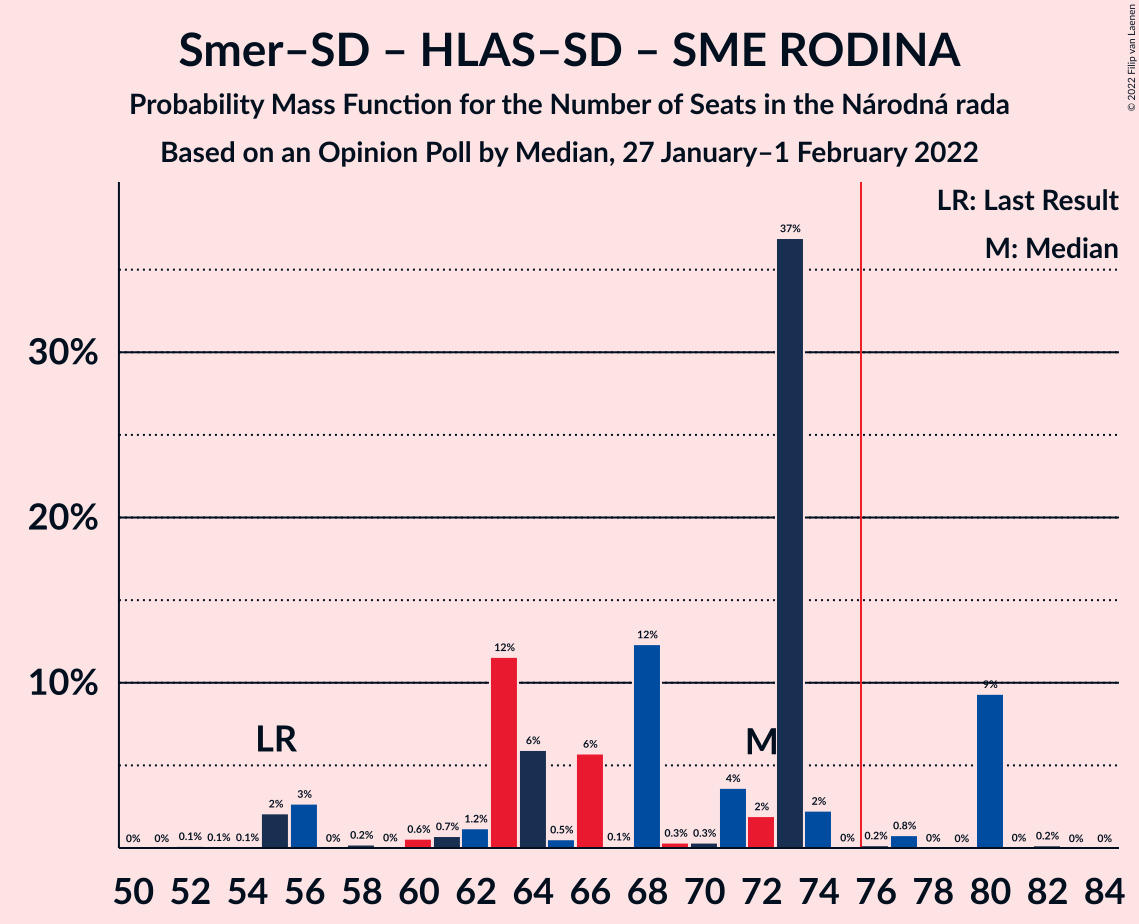 Smer–SD – HLAS–SD – SME RODINA
Probability Mass Function for the Number of Seats in the Národná rada
Based on an Opinion Poll by Median, 27 January–1 February 2022
© 2022 Filip van Laenen
LR: Last Result
M: Median
30%
20%
10%
LR
M
0% 0% 0.1% 0.1% 0.1% 2% 3% 0% 0.2% 0% 0.6% 0.7% 1.2% 12% 6% 0.5% 6% 0.1% 12% 0.3% 0.3% 4% 2% 37% 2% 0% 0.2% 0.8% 0% 0% 9% 0% 0.2% 0% 0%
50 52 54 56 58 60 62 64 66 68 70 72 74 76 78 80 82 84